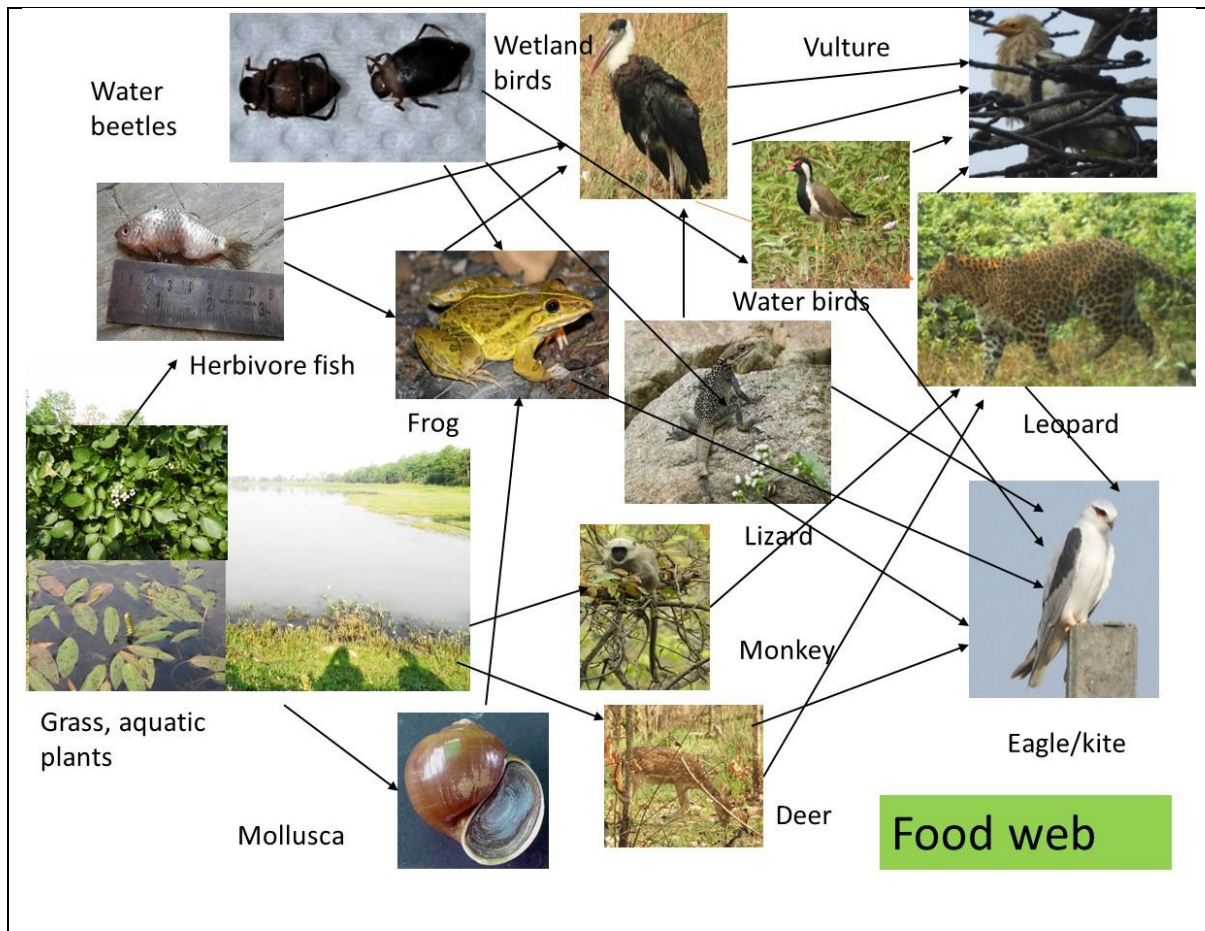 Water
beetles
Wetland
birds
Vulture
Herbivore fish
Frog
Water birds
Leopard
Lizard
Monkey
Grass, aquatic
plants
Eagle/kite
Mollusca
Deer
Food web